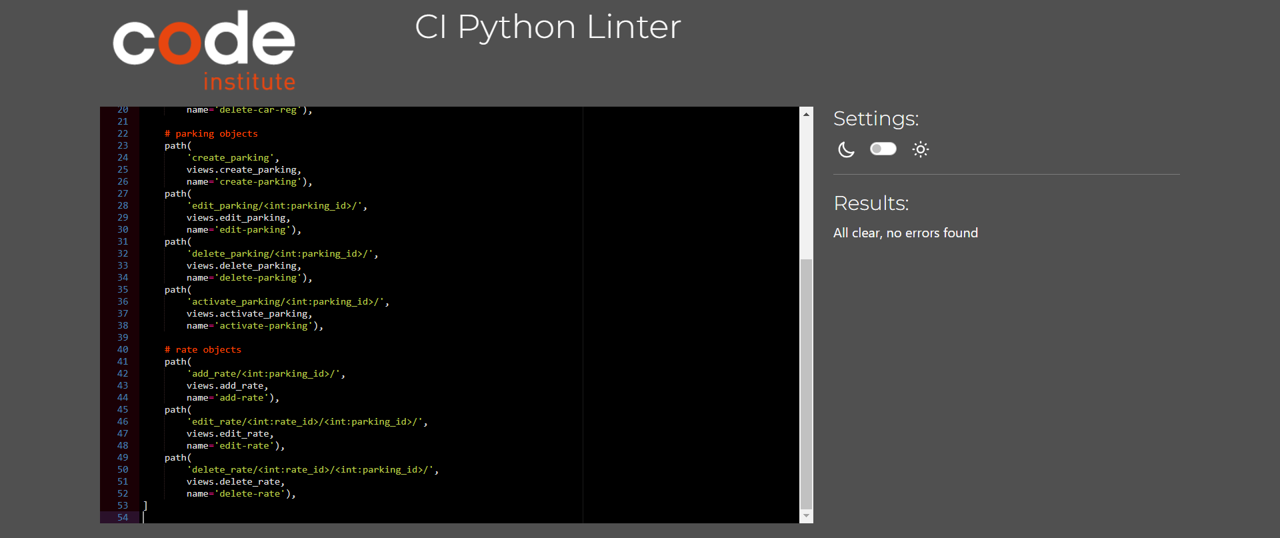 code
institute
CI Python Linter
20 name='delete-car-reg'),
21
22 # parking objects
23 path(
24 'create_parking',
25 views.create_parking,
26 name='create-parking'),
27 path(
28 'edit_parking/<int:parking_id>/',
29 views.edit_parking,
30 name='edit-parking'),
31 path(
32 'delete_parking/<int:parking_id>/',
33 views.delete_parking,
34 name='delete-parking'),
35 path(
36 'activate_parking/<int:parking_id>/',
37 views.activate_parking,
38 name='activate-parking'),
39
40 # rate objects
41 path(
42 'add_rate/<int:parking_id>/',
43 views.add_rate,
44 name='add-rate'),
45 path(
46 'edit_rate/<int:rate_id>/<int:parking_id>/',
47 views.edit_rate,
48 name='edit-rate'),
49 path(
50 'delete_rate/<int:rate_id>/<int:parking_id>/',
51 views.delete_rate,
52 name='delete-rate'),
53 ]
54
Settings:
Results:
All clear, no errors found